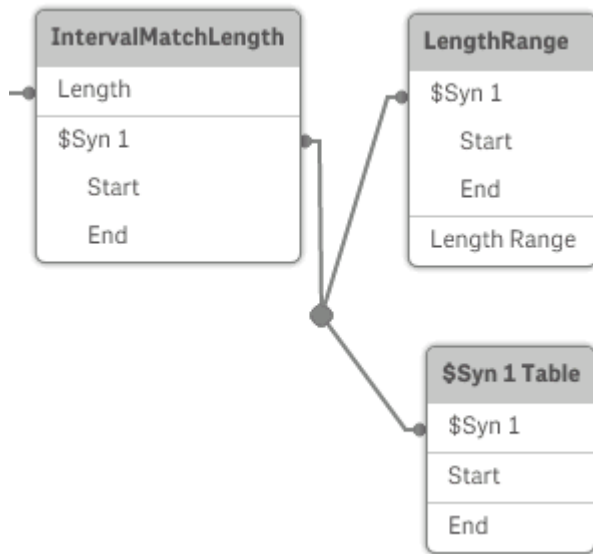 IntervalMatchLength
Length
$Syn 1
Start
End
LengthRange
$Syn 1
Start
End
Length Range
$Syn 1 Table
$Syn 1
Start
End